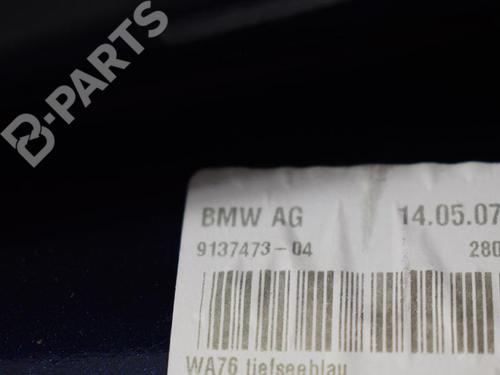 B-PARTS
BMW AG 14.05.07
9137473-04 280
WA76 tiefseeblau